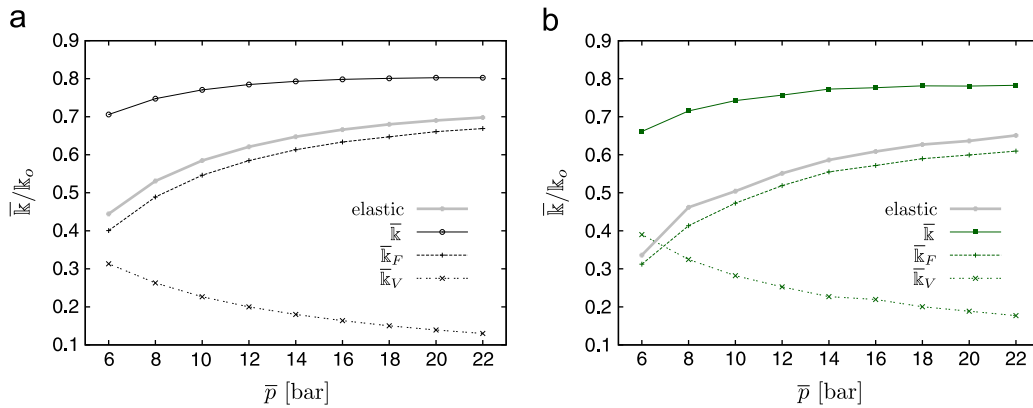 a
0.9
0.8
0.7
0.6
0.5
0.4
0.3
0.2
0.1
𝕜̅/𝕜ₒ
elastic
𝕜̅
𝕜̅_F
𝕜̅_V
6 8 10 12 14 16 18 20 22
p̅ [bar]
b
0.9
0.8
0.7
0.6
0.5
0.4
0.3
0.2
0.1
𝕜̅/𝕜ₒ
elastic
𝕜̅
𝕜̅_F
𝕜̅_V
6 8 10 12 14 16 18 20 22
p̅ [bar]